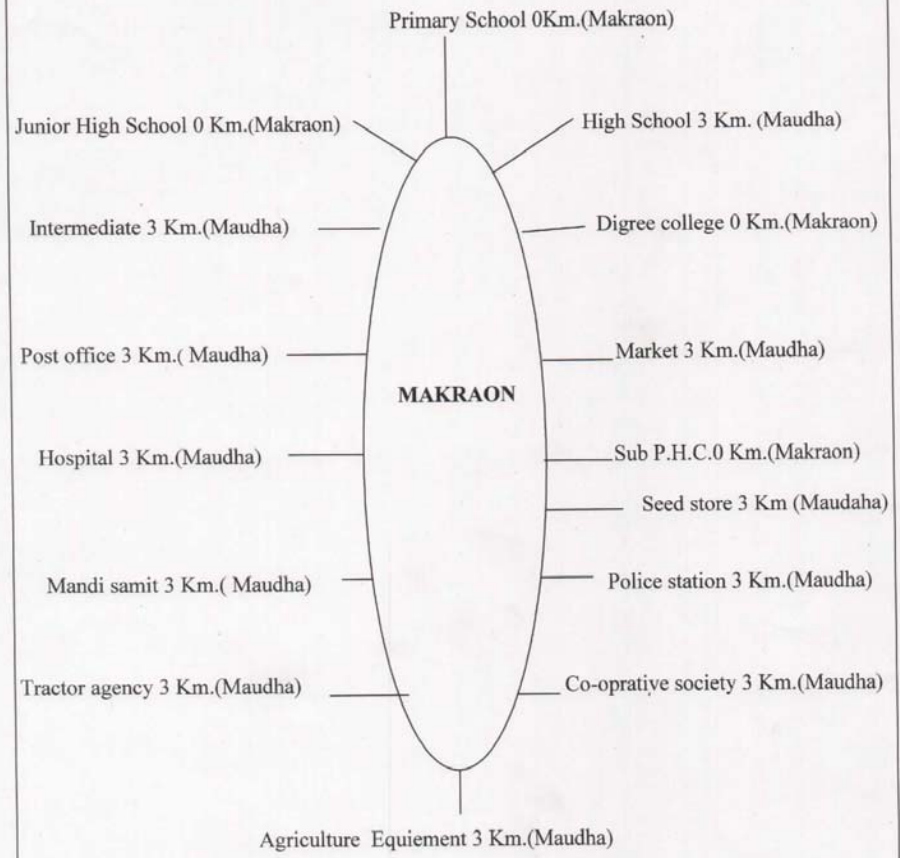 Primary School 0Km.(Makraon)
Junior High School 0 Km.(Makraon)
High School 3 Km. (Maudha)
Intermediate 3 Km.(Maudha)
Digree college 0 Km.(Makraon)
Post office 3 Km.( Maudha)
Market 3 Km.(Maudha)
MAKRAON
Hospital 3 Km.(Maudha)
Sub P.H.C.0 Km.(Makraon)
Seed store 3 Km (Maudaha)
Mandi samit 3 Km.( Maudha)
Police station 3 Km.(Maudha)
Tractor agency 3 Km.(Maudha)
Co-oprative society 3 Km.(Maudha)
Agriculture Equiement 3 Km.(Maudha)